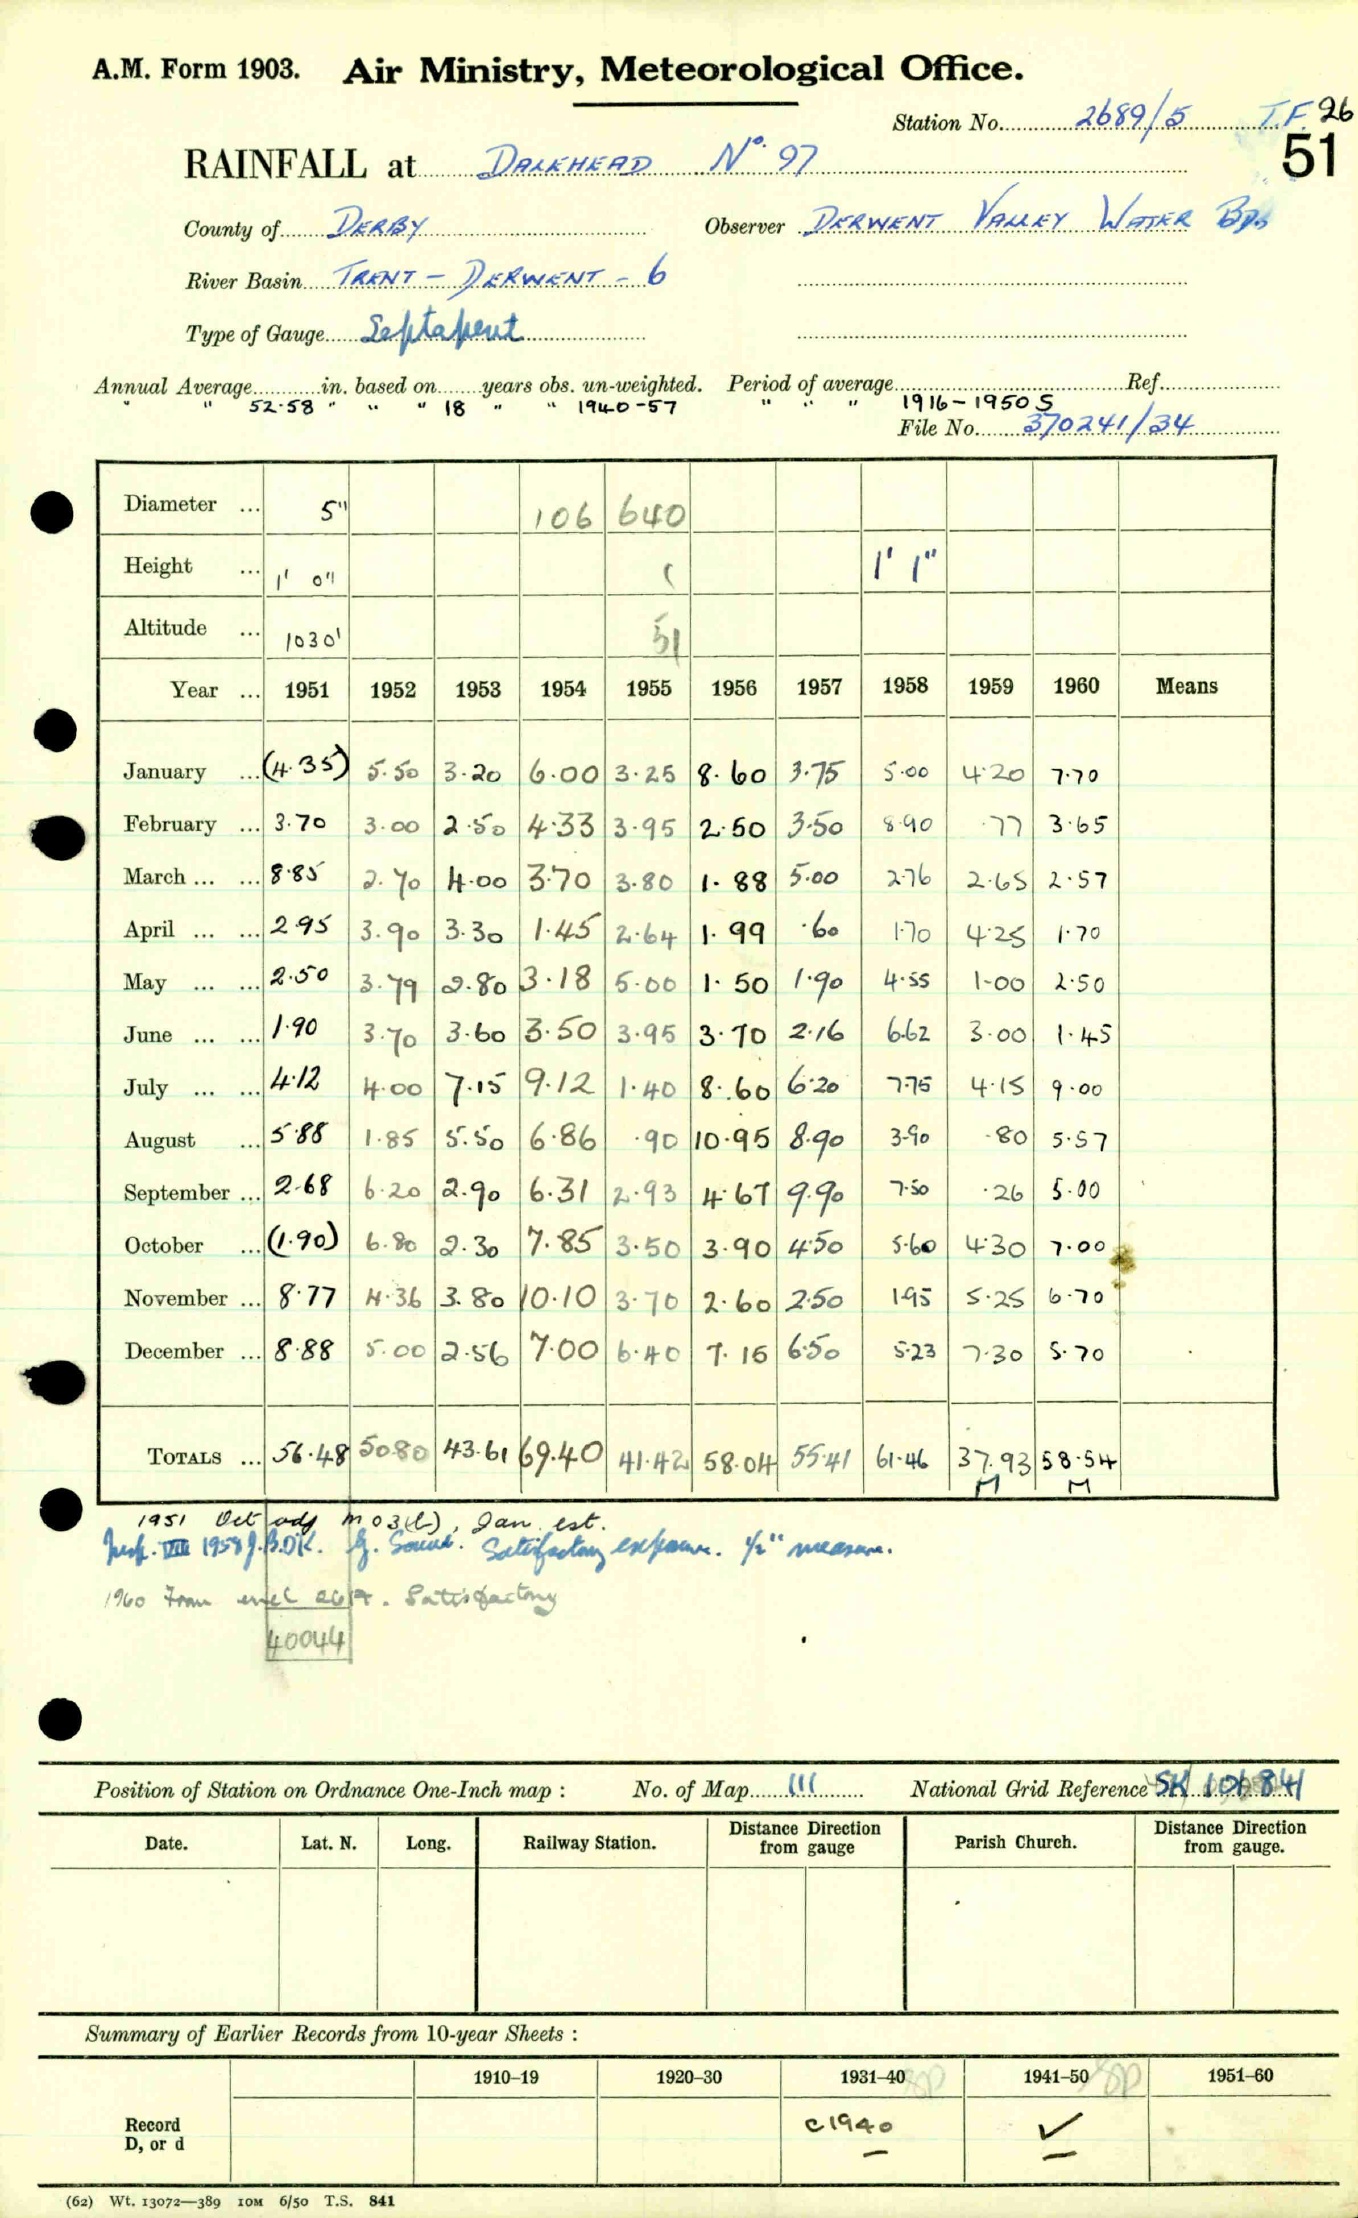 A.M. Form 1903. Air Ministry, Meteorological Office.
Station No. 2689/5 T.F. 26
51
RAINFALL at DALEHEAD No. 97
County of DERBY Observer DERWENT VALLEY WATER Bd.
River Basin TRENT - DERWENT - 6
Type of Gauge Septapent
Annual Average in. based on years obs. un-weighted. Period of average Ref.
" " 52.58 " " " 18 " " 1940-57 " " " 1916-1950 S
File No. 370241/34
Diameter ... 5" 106 640
Height ... 1' 0" 1' 1"
Altitude ... 1030' 51
Year ... 1951 1952 1953 1954 1955 1956 1957 1958 1959 1960 Means
January ... (4.35) 5.50 3.20 6.00 3.25 8.60 3.75 5.00 4.20 7.70
February ... 3.70 3.00 2.50 4.33 3.95 2.50 3.50 8.90 .77 3.65
March ... ... 8.85 2.70 4.00 3.70 3.80 1.88 5.00 2.76 2.65 2.57
April ... ... 2.95 3.90 3.30 1.45 2.64 1.99 .60 1.70 4.25 1.70
May ... ... 2.50 3.79 2.80 3.18 5.00 1.50 1.90 4.55 1.00 2.50
June ... ... 1.90 3.70 3.60 3.50 3.95 3.70 2.16 6.62 3.00 1.45
July ... ... 4.12 4.00 7.15 9.12 1.40 8.60 6.20 7.75 4.15 9.00
August ... 5.88 1.85 5.50 6.86 .90 10.95 8.90 3.90 .80 5.57
September ... 2.68 6.20 2.90 6.31 2.93 4.67 9.90 7.50 .26 5.00
October ... (1.90) 6.80 2.30 7.85 3.50 3.90 4.50 5.60 4.30 7.00
November ... 8.77 4.36 3.80 10.10 3.70 2.60 2.50 1.95 5.25 6.70
December ... 8.88 5.00 2.56 7.00 6.40 7.15 6.50 5.23 7.30 5.70
TOTALS ... 56.48 50.80 43.61 69.40 41.42 58.04 55.41 61.46 37.93 58.54
M M
1951 Oct adj M 03(b), Jan est.
Insp. VIII 1958 J.B.DK. G. Sound. Satisfactory exposure. 1/2" measure.
1960 From Satisfactory
40044
Position of Station on Ordnance One-Inch map : No. of Map 111 National Grid Reference SK 101841
Date. Lat. N. Long. Railway Station. Distance from Direction gauge Parish Church. Distance from Direction gauge.
Summary of Earlier Records from 10-year Sheets :
1910–19 1920–30 1931–40 1941–50 1951–60
Record c1940 ✓
D, or d
(62) Wt. 13072—389 10M 6/50 T.S. 841